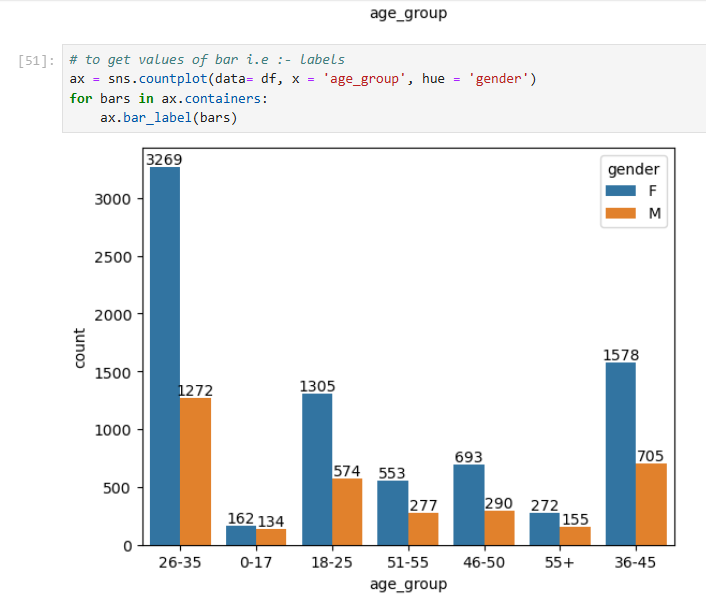 age_group
[51]: # to get values of bar i.e :- labels
ax = sns.countplot(data= df, x = 'age_group', hue = 'gender')
for bars in ax.containers:
    ax.bar_label(bars)
3269
gender
F
M
3000
2500
2000
1500
1000
500
0
count
1272
162
134
1305
574
553
277
693
290
272
155
1578
705
26-35 0-17 18-25 51-55 46-50 55+ 36-45
age_group